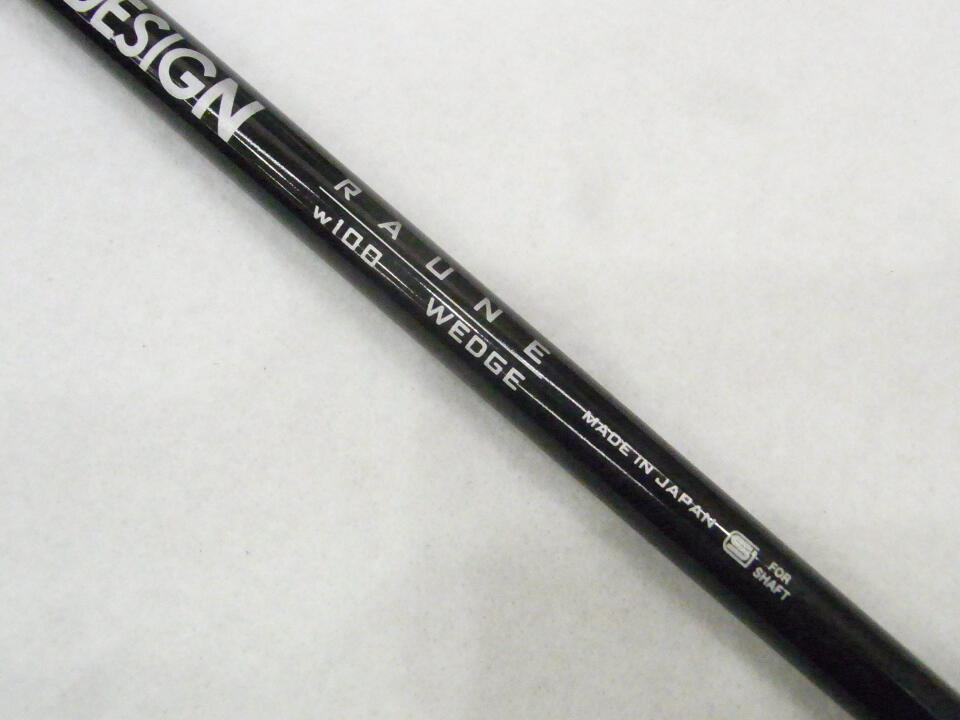 DESIGN
RAUNE
w108 WEDGE
MADE IN JAPAN S FOR
SHAFT